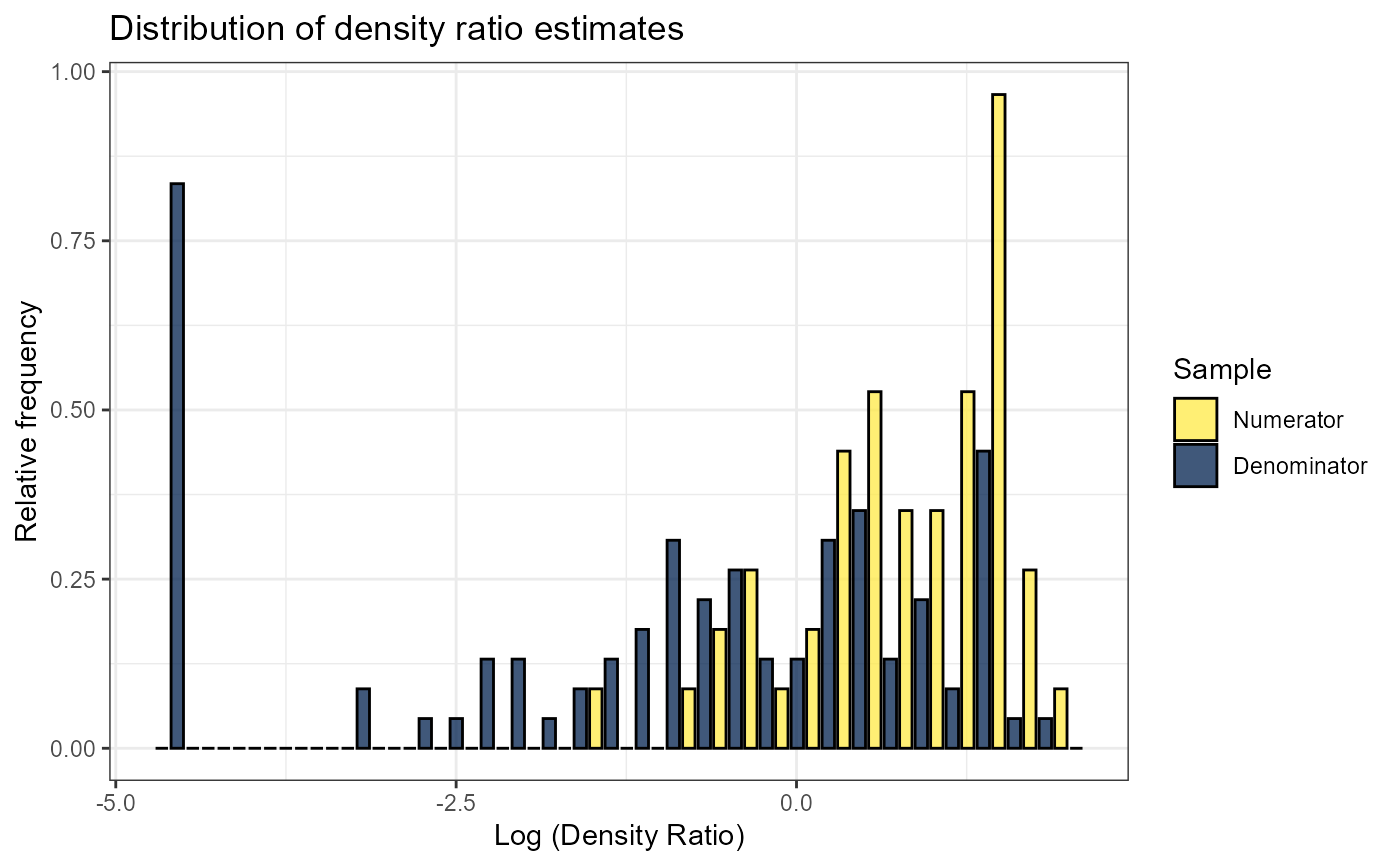 Distribution of density ratio estimates
1.00
0.75
0.50
0.25
0.00
Relative frequency
-5.0
-2.5
0.0
Log (Density Ratio)
Sample
Numerator
Denominator